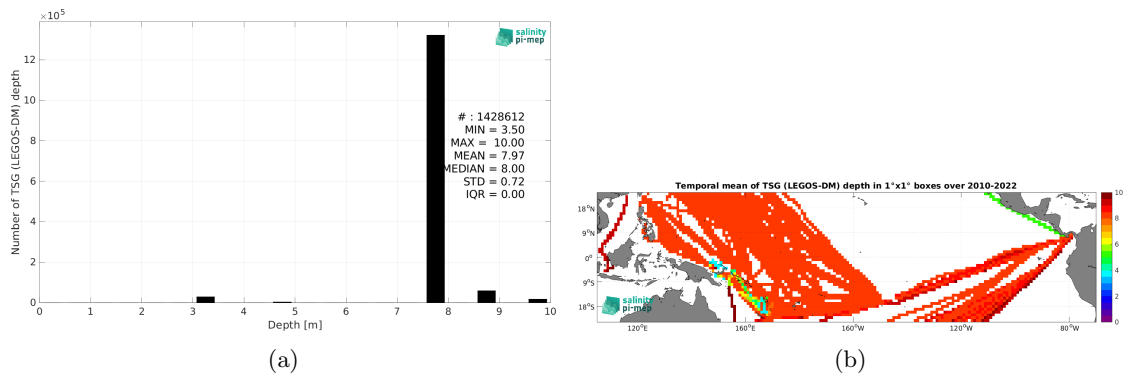 ×10⁵
salinity
pi-mep
12
10
8
6
4
2
0
Number of TSG (LEGOS-DM) depth
# : 1428612
MIN = 3.50
MAX = 10.00
MEAN = 7.97
MEDIAN = 8.00
STD = 0.72
IQR = 0.00
0 1 2 3 4 5 6 7 8 9 10
Depth [m]
(a)
Temporal mean of TSG (LEGOS-DM) depth in 1°x1° boxes over 2010-2022
18°N
9°N
0°
9°S
18°S
salinity
pi-mep
120°E 160°E 160°W 120°W 80°W
10
8
6
4
2
0
(b)